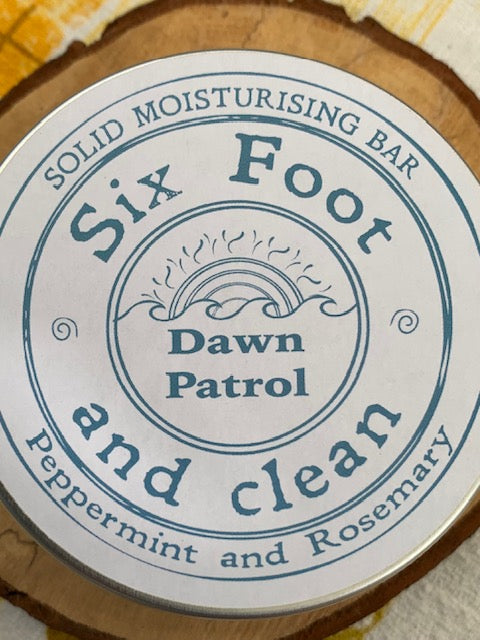 SOLID MOISTURISING BAR
Six Foot
Dawn
Patrol
and clean
Peppermint and Rosemary